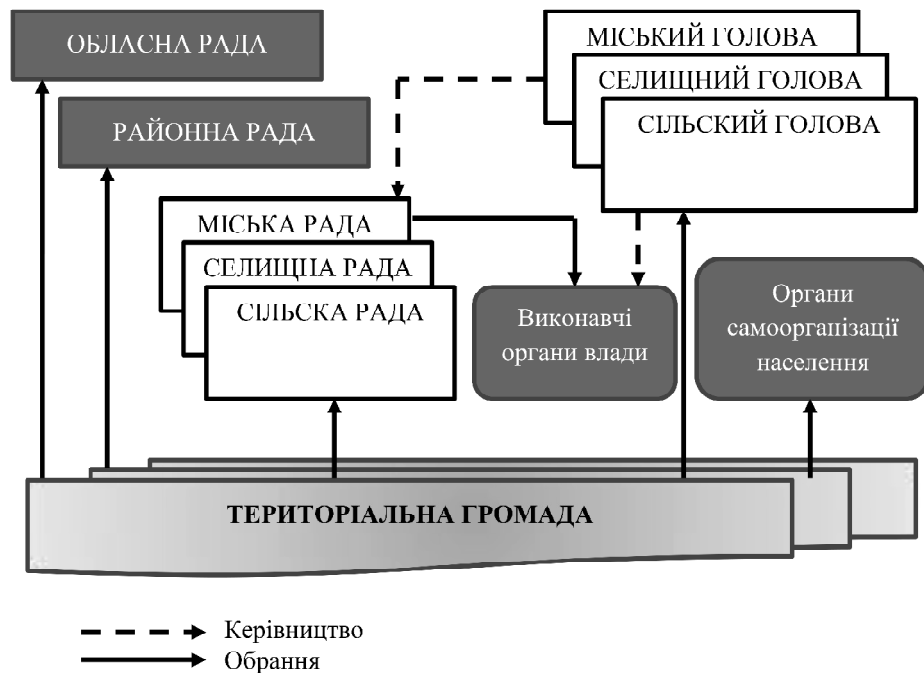 ОБЛАСНА РАДА
МІСЬКИЙ ГОЛОВА
СЕЛИЩНИЙ ГОЛОВА
СІЛЬСКИЙ ГОЛОВА
РАЙОННА РАДА
МІСЬКА РАДА
СЕЛИЩНА РАДА
СІЛЬСКА РАДА
Виконавчі
органи влади
Органи
самоорганізації
населення
ТЕРИТОРІАЛЬНА ГРОМАДА
Керівництво
Обрання